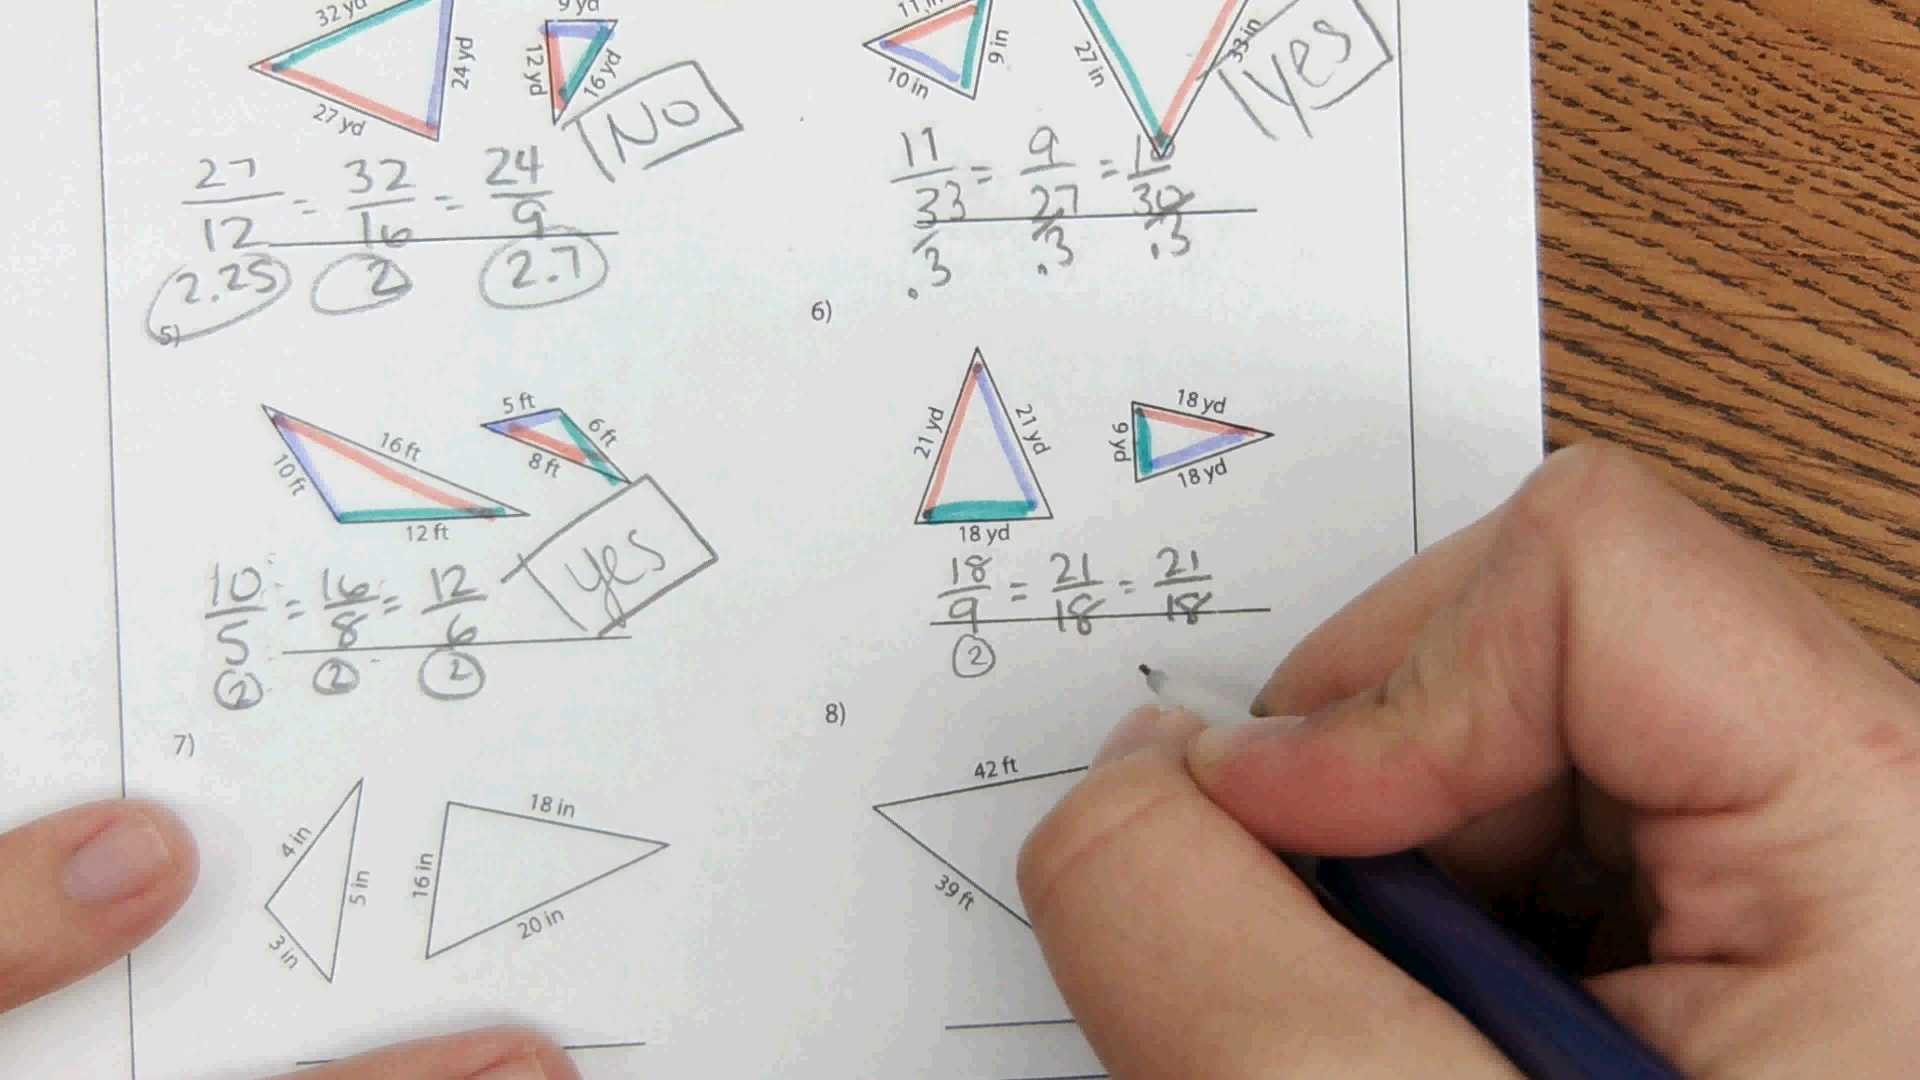 32 yd
24 yd
27 yd
9 yd
12 yd
16 yd
No
27/12 = 32/16 = 24/9
2.25 2 2.7
11 in
9 in
10 in
27 in
33 in
yes
11/33 = 9/27 = 10/30
.3 .3 .3
5)
10 ft
16 ft
12 ft
5 ft
6 ft
8 ft
yes
10/5 = 16/8 = 12/6
2 2 2
6)
21 yd
21 yd
18 yd
18 yd
9 yd
18 yd
18/9 = 21/18 = 21/18
2
7)
4 in
5 in
3 in
18 in
16 in
20 in
8)
42 ft
39 ft